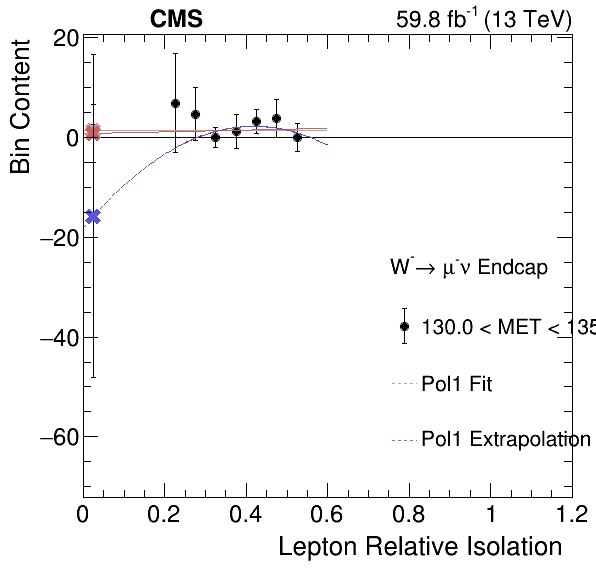 CMS 59.8 fb⁻¹ (13 TeV)
Bin Content
20
0
−20
−40
−60
W⁻→ μ⁻ν Endcap
130.0 < MET < 135
Pol1 Fit
Pol1 Extrapolation
0 0.2 0.4 0.6 0.8 1 1.2
Lepton Relative Isolation